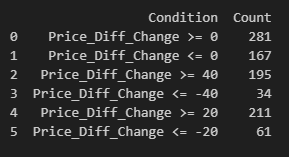 Condition Count
0 Price_Diff_Change >= 0 281
1 Price_Diff_Change <= 0 167
2 Price_Diff_Change >= 40 195
3 Price_Diff_Change <= -40 34
4 Price_Diff_Change >= 20 211
5 Price_Diff_Change <= -20 61